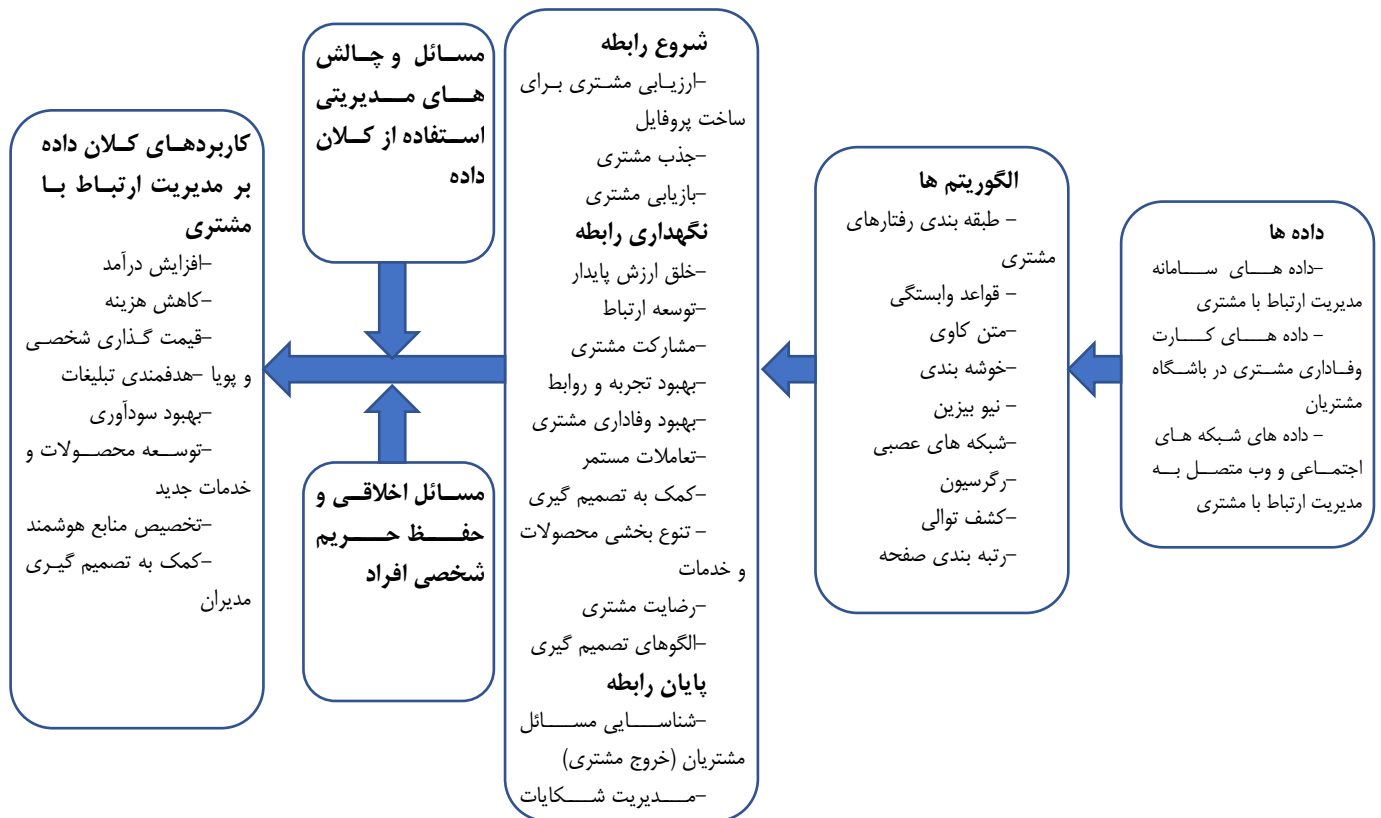 داده ها
-داده های سامانه
مدیریت ارتباط با مشتری
- داده های کارت
وفاداری مشتری در باشگاه
مشتریان
- داده های شبکه های
اجتماعی و وب متصل به
مدیریت ارتباط با مشتری
الگوریتم ها
- طبقه بندی رفتارهای
مشتری
- قواعد وابستگی
-متن کاوی
-خوشه بندی
- نیو بیزین
-شبکه های عصبی
-رگرسیون
-کشف توالی
-رتبه بندی صفحه
شروع رابطه
-ارزیابی مشتری برای
ساخت پروفایل
-جذب مشتری
-بازیابی مشتری
نگهداری رابطه
-خلق ارزش پایدار
-توسعه ارتباط
-مشارکت مشتری
-بهبود تجربه و روابط
-بهبود وفاداری مشتری
-تعاملات مستمر
-کمک به تصمیم گیری
- تنوع بخشی محصولات
و خدمات
-رضایت مشتری
-الگوهای تصمیم گیری
پایان رابطه
-شناسایی مسائل
مشتریان (خروج مشتری)
-مدیریت شکایات
مسائل و چالش
های مدیریتی
استفاده از کلان
داده
مسائل اخلاقی و
حفظ حریم
شخصی افراد
کاربردهای کلان داده
بر مدیریت ارتباط با
مشتری
-افزایش درآمد
-کاهش هزینه
-قیمت گذاری شخصی
و پویا -هدفمندی تبلیغات
-بهبود سودآوری
-توسعه محصولات و
خدمات جدید
-تخصیص منابع هوشمند
-کمک به تصمیم گیری
مدیران